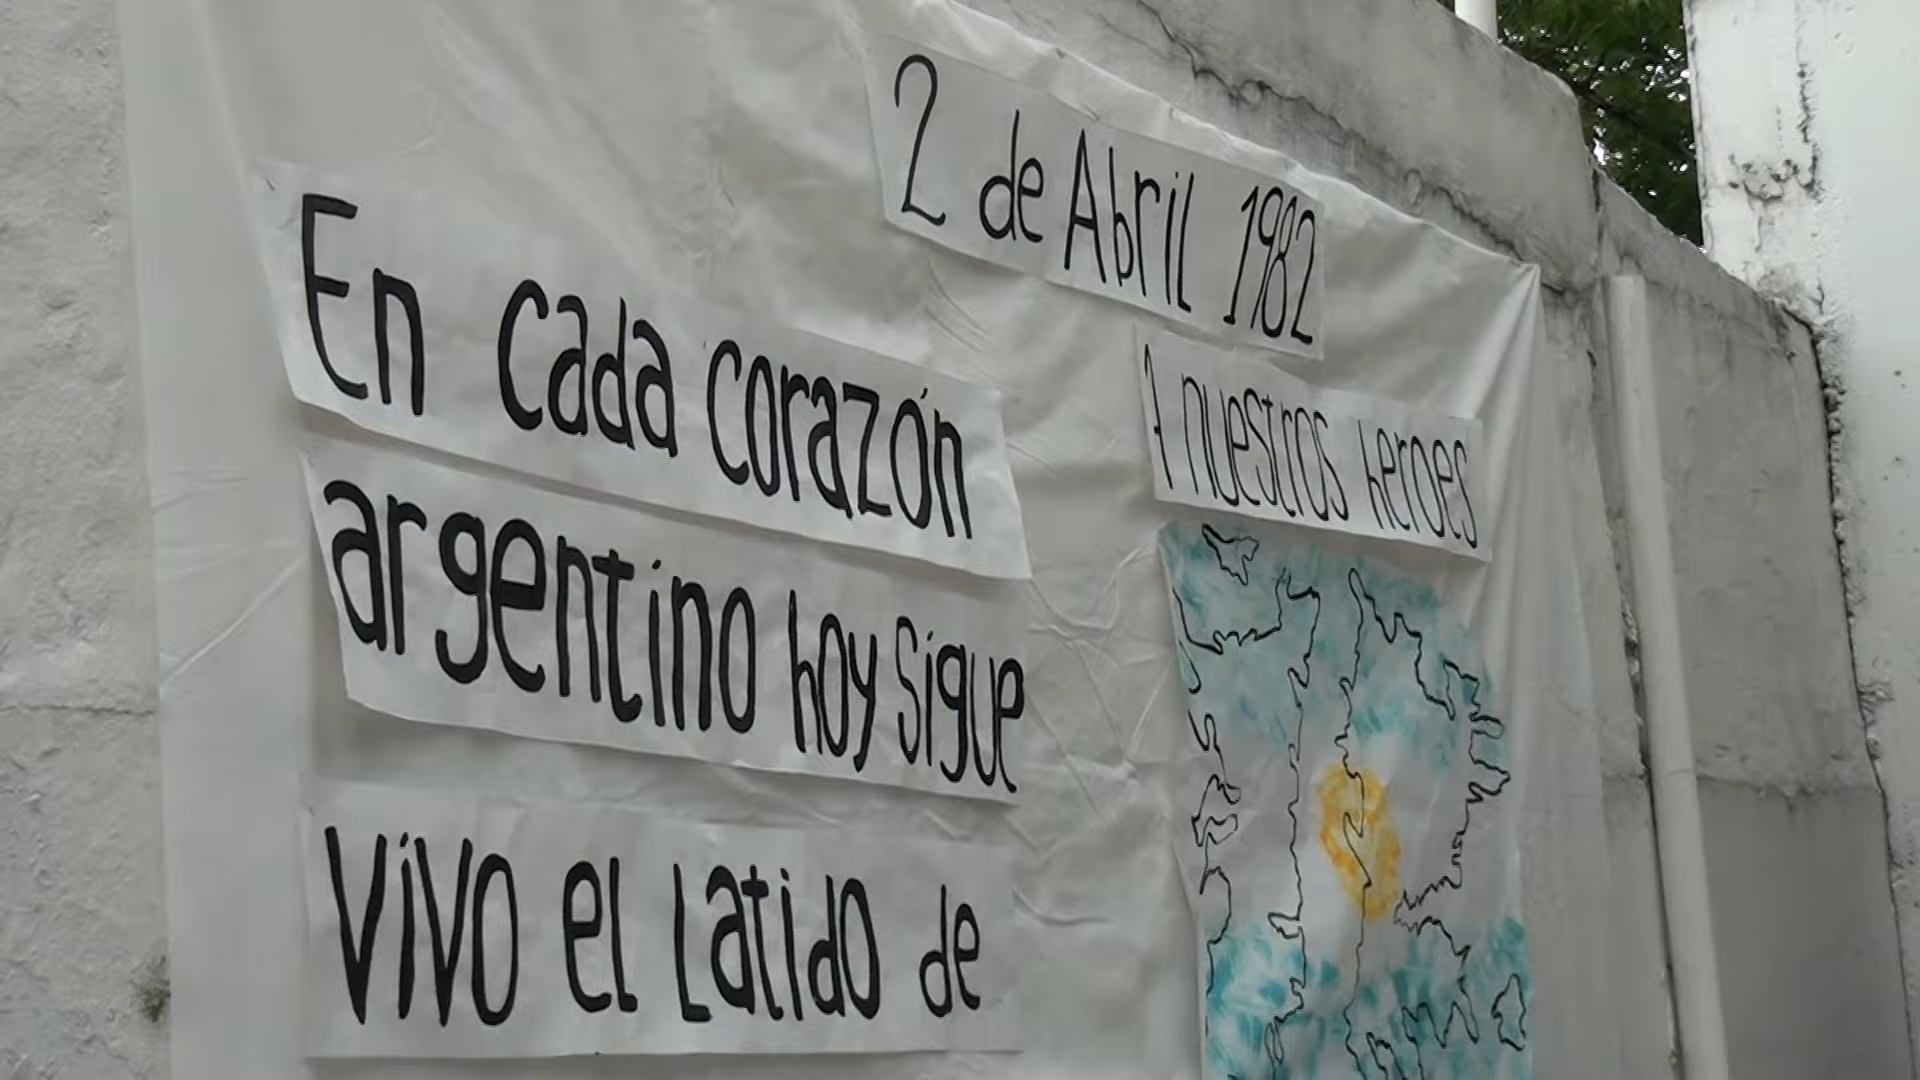 2 de Abril 1982
A nuestros heroes
En cada corazón
argentino hoy sigue
vivo el latido de